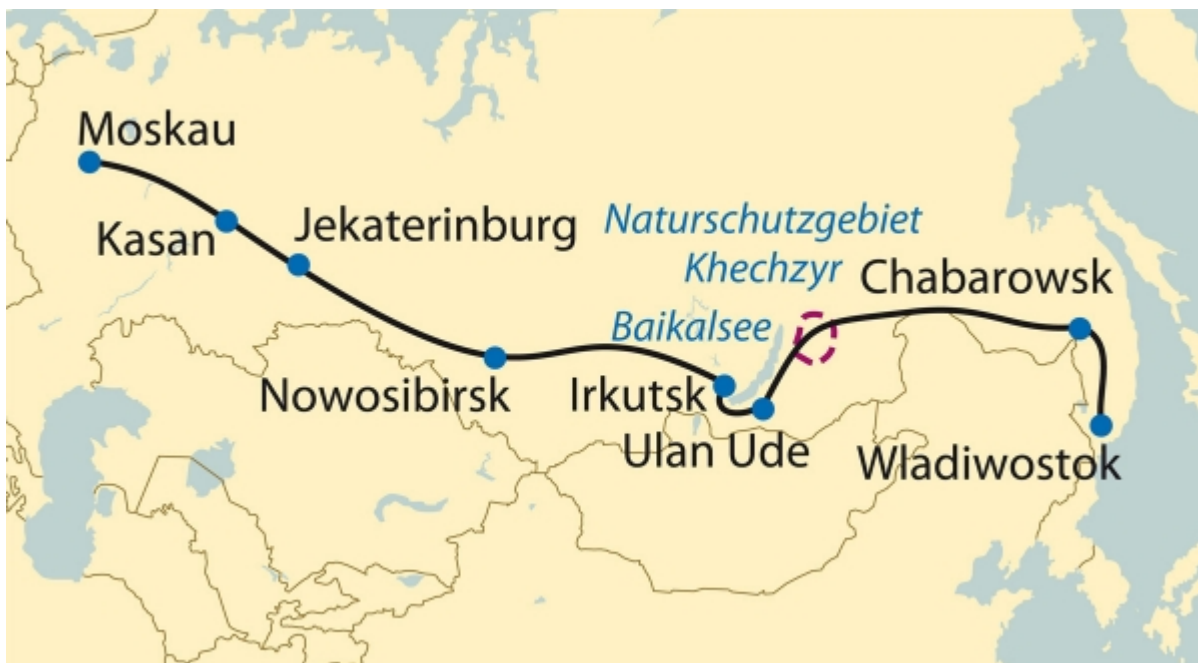 Moskau
Kasan
Jekaterinburg
Naturschutzgebiet
Khechzyr
Chabarowsk
Baikalsee
Nowosibirsk
Irkutsk
Ulan Ude
Wladiwostok